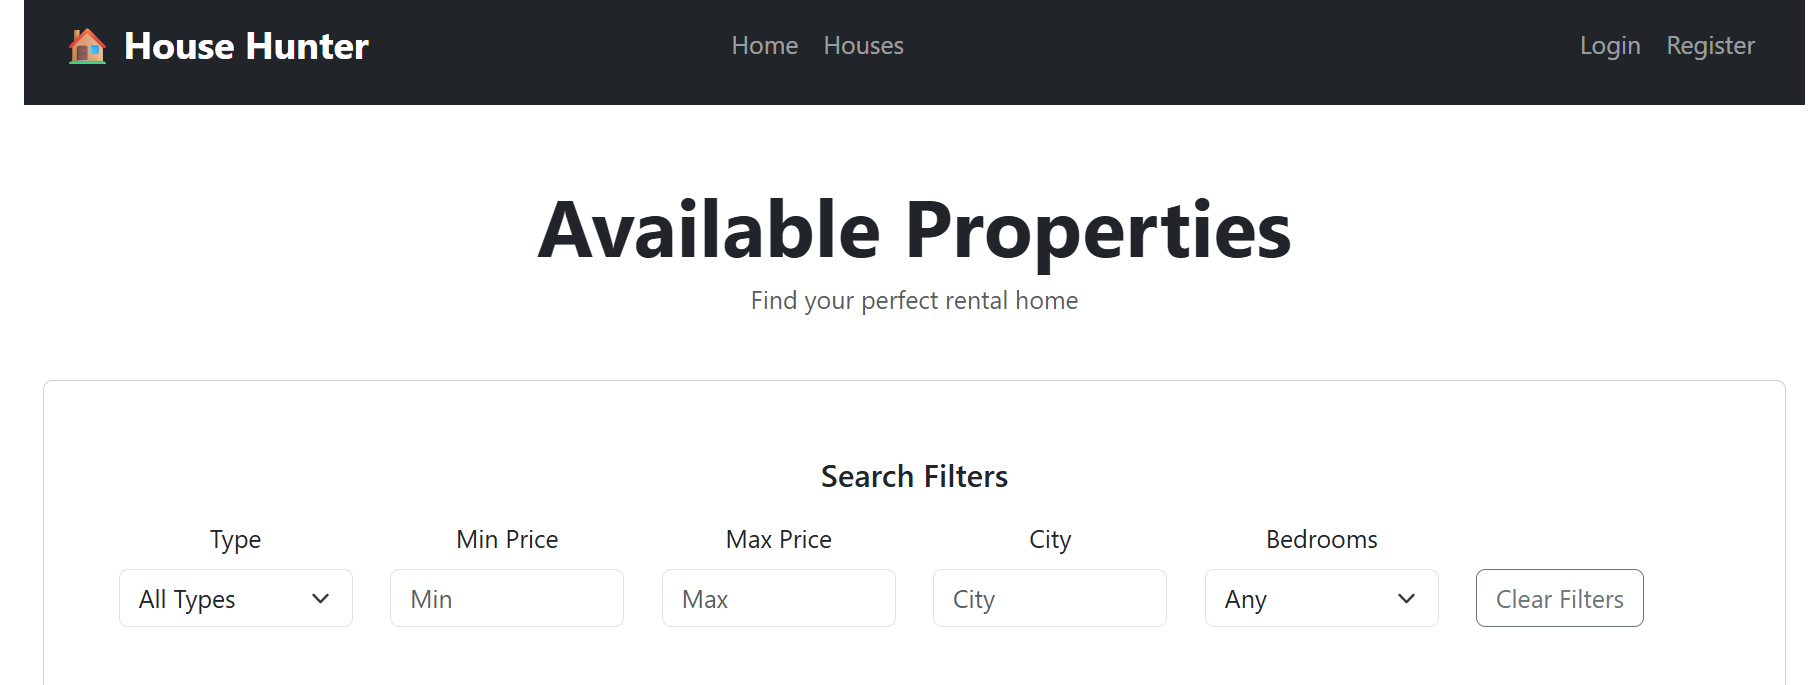 House Hunter Home Houses Login Register
Available Properties
Find your perfect rental home
Search Filters
Type Min Price Max Price City Bedrooms
All Types Min Max City Any Clear Filters